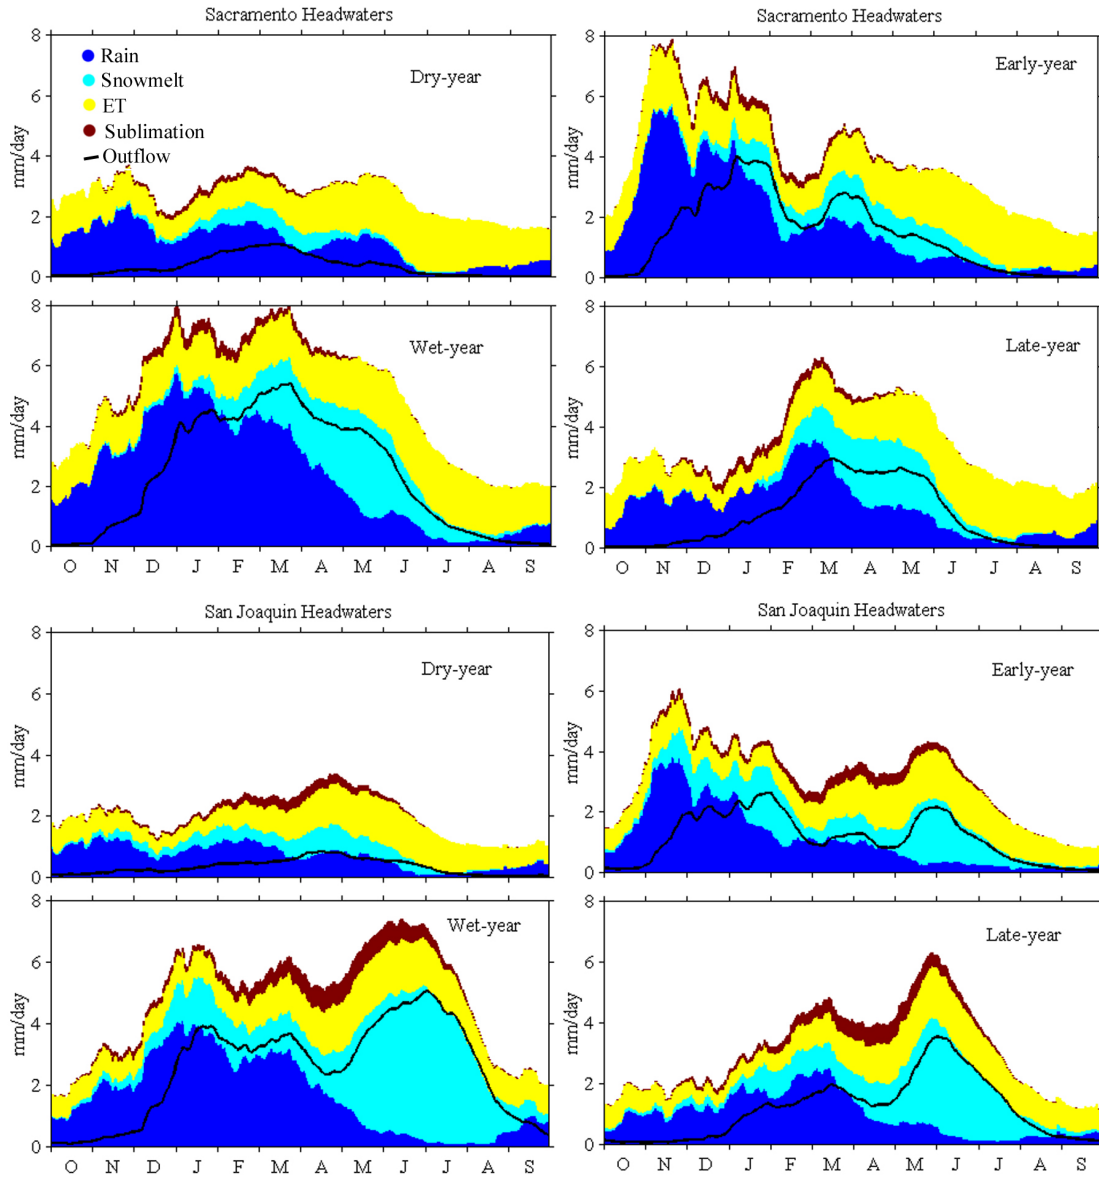 Sacramento Headwaters
8
6
4
2
0
mm/day
Rain
Snowmelt
ET
Sublimation
Outflow
Dry-year
Sacramento Headwaters
8
6
4
2
0
mm/day
Early-year
8
6
4
2
0
mm/day
Wet-year
O N D J F M A M J J A S
8
6
4
2
0
mm/day
Late-year
O N D J F M A M J J A S
San Joaquin Headwaters
8
6
4
2
0
mm/day
Dry-year
San Joaquin Headwaters
8
6
4
2
0
mm/day
Early-year
8
6
4
2
0
mm/day
Wet-year
O N D J F M A M J J A S
8
6
4
2
0
mm/day
Late-year
O N D J F M A M J J A S